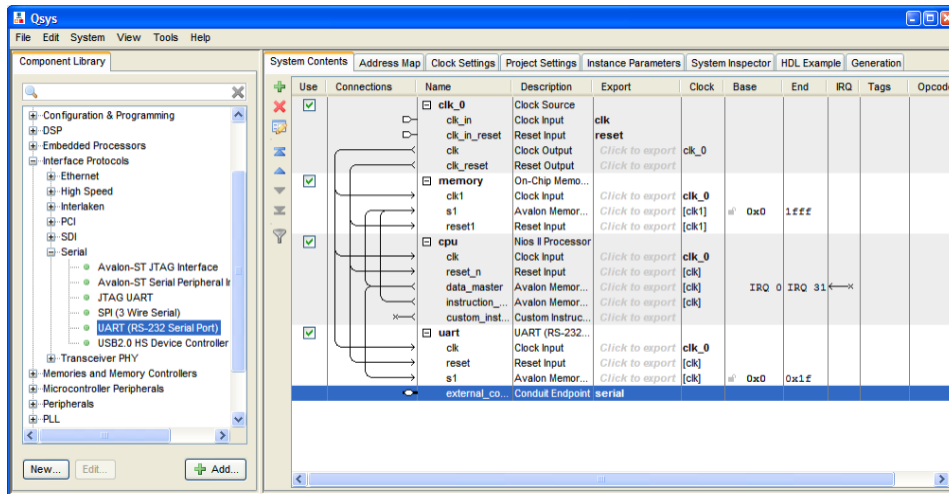 Qsys
File Edit System View Tools Help
Component Library
Configuration & Programming
DSP
Embedded Processors
Interface Protocols
Ethernet
High Speed
Interlaken
PCI
SDI
Serial
Avalon-ST JTAG Interface
Avalon-ST Serial Peripheral Ir
JTAG UART
SPI (3 Wire Serial)
UART (RS-232 Serial Port)
USB2.0 HS Device Controller
Transceiver PHY
Memories and Memory Controllers
Microcontroller Peripherals
Peripherals
PLL
New... Edit... Add...
System Contents Address Map Clock Settings Project Settings Instance Parameters System Inspector HDL Example Generation
Use Connections Name Description Export Clock Base End IRQ Tags Opcod
clk_0 Clock Source
clk_in Clock Input clk
clk_in_reset Reset Input reset
clk Clock Output Click to export clk_0
clk_reset Reset Output Click to export
memory On-Chip Memo...
clk1 Clock Input Click to export clk_0
s1 Avalon Memor... Click to export [clk1] 0x0 1fff
reset1 Reset Input Click to export [clk1]
cpu Nios II Processor
clk Clock Input Click to export clk_0
reset_n Reset Input Click to export [clk]
data_master Avalon Memor... Click to export [clk] IRQ 0 IRQ 31
instruction_... Avalon Memor... Click to export [clk]
custom_inst... Custom Instruc... Click to export
uart UART (RS-232...
clk Clock Input Click to export clk_0
reset Reset Input Click to export [clk]
s1 Avalon Memor... Click to export [clk] 0x0 0x1f
external_co... Conduit Endpoint serial